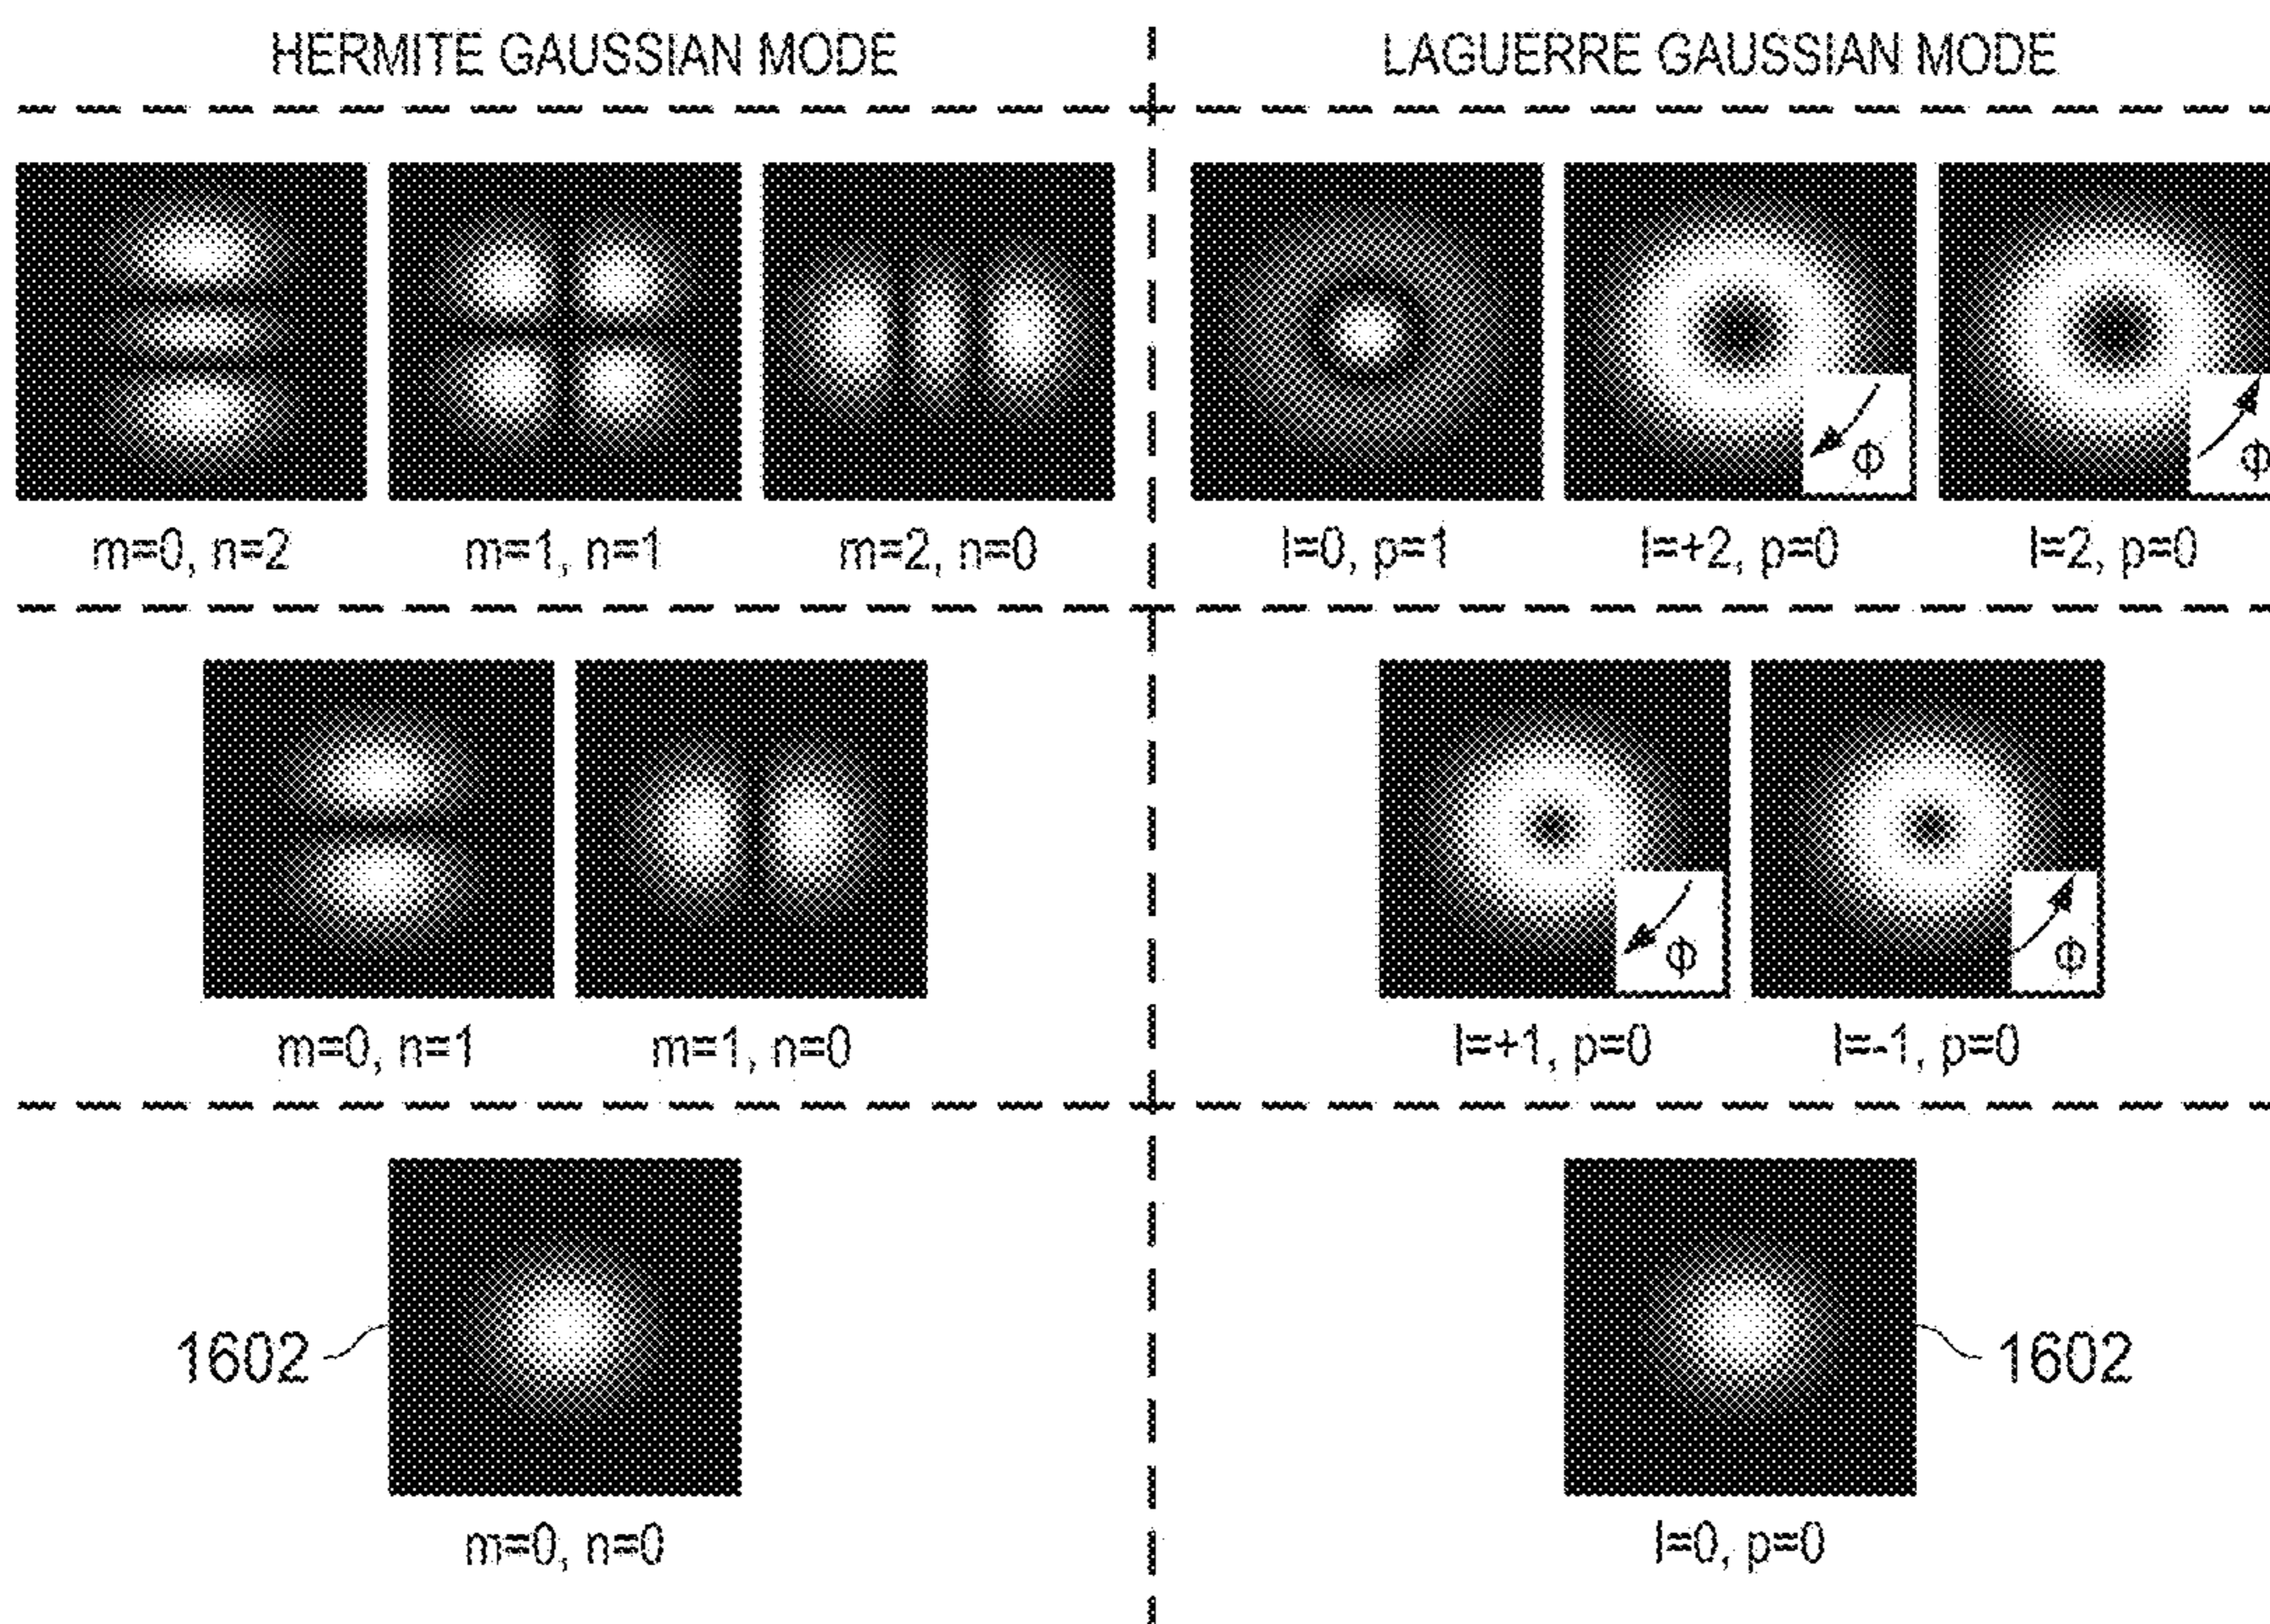 HERMITE GAUSSIAN MODE
LAGUERRE GAUSSIAN MODE
Φ
Φ
m=0, n=2
m=1, n=1
m=2, n=0
l=0, p=1
l=+2, p=0
l=2, p=0
Φ
Φ
m=0, n=1
m=1, n=0
l=+1, p=0
l=-1, p=0
1602
1602
m=0, n=0
l=0, p=0